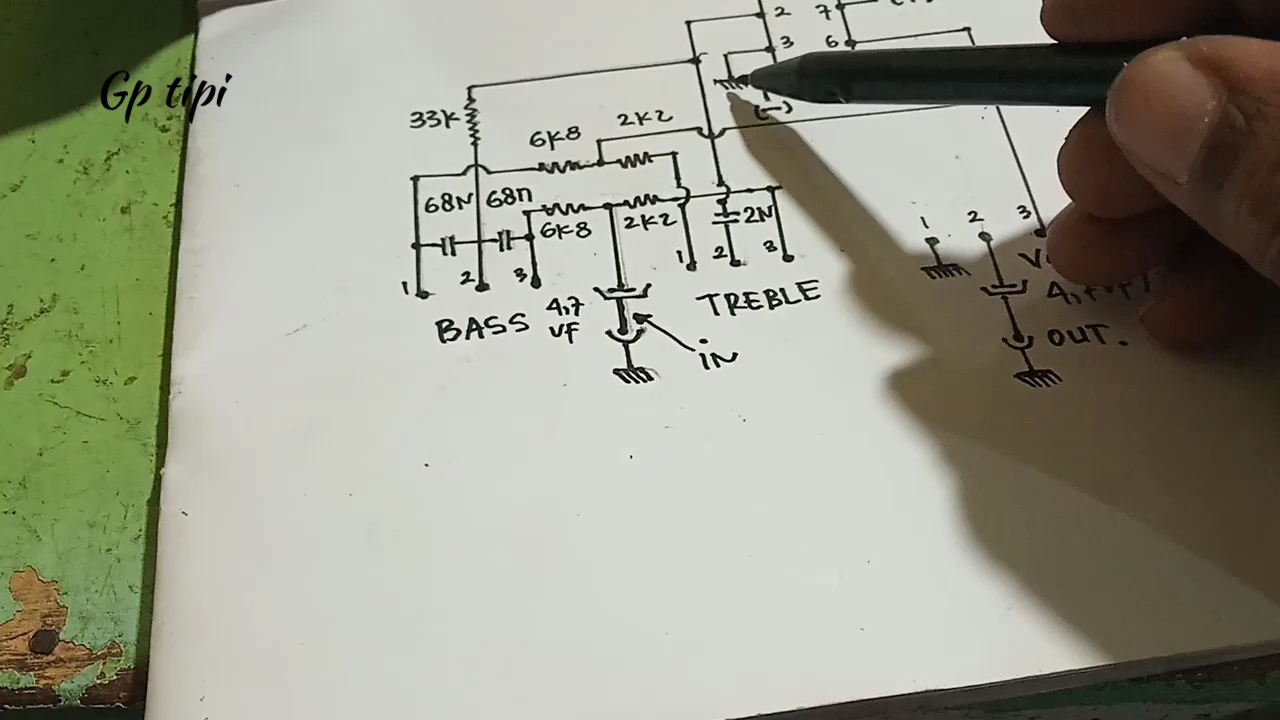 2 7
3 6
Gp tipi
(-)
33k
6K8 2K2
68N 68n
6K8 2K2 2N
1 2 3
1 2 3
1 2 3
BASS 4,7 TREBLE
VF
iN
OUT.